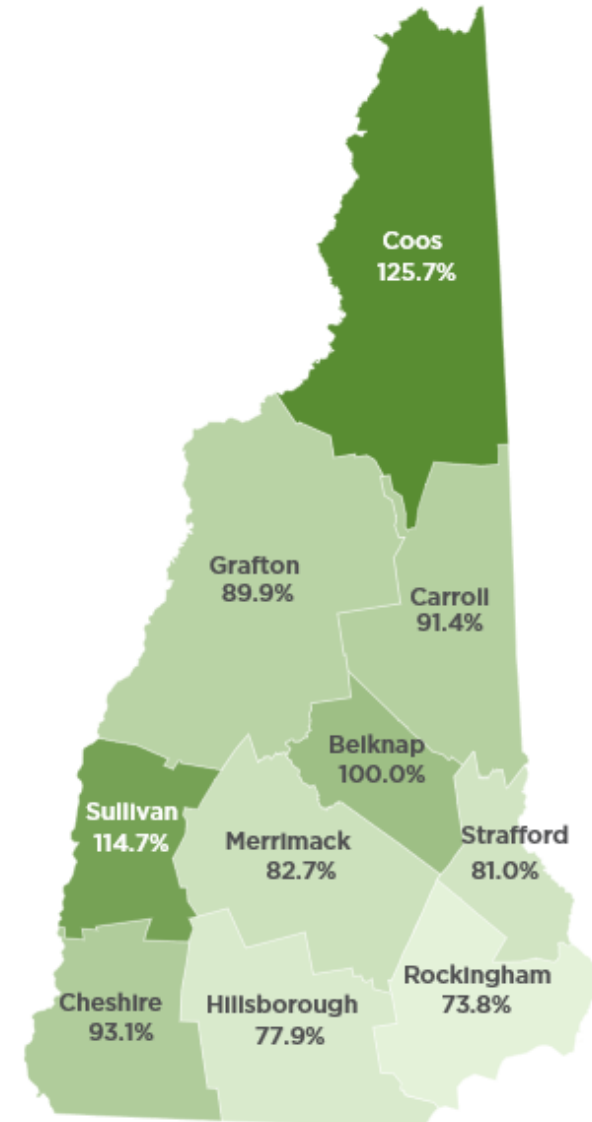 Coos
125.7%
Grafton
89.9%
Carroll
91.4%
Belknap
100.0%
Sullivan
114.7%
Merrimack
82.7%
Strafford
81.0%
Cheshire
93.1%
Hillsborough
77.9%
Rockingham
73.8%